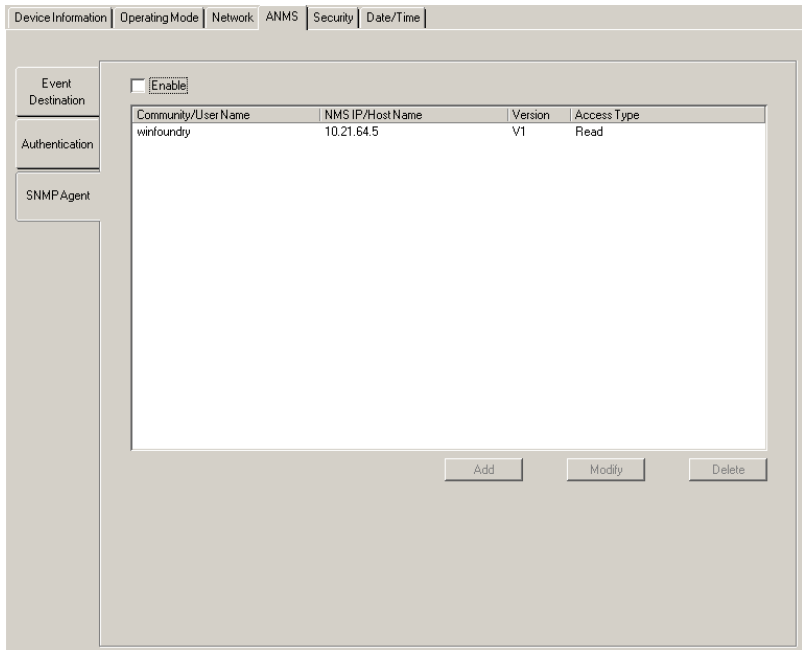 Device Information Operating Mode Network ANMS Security Date/Time
Event
Destination
Authentication
SNMP Agent
Enable
Community/User Name NMS IP/Host Name Version Access Type
winfoundry 10.21.64.5 V1 Read
Add Modify Delete